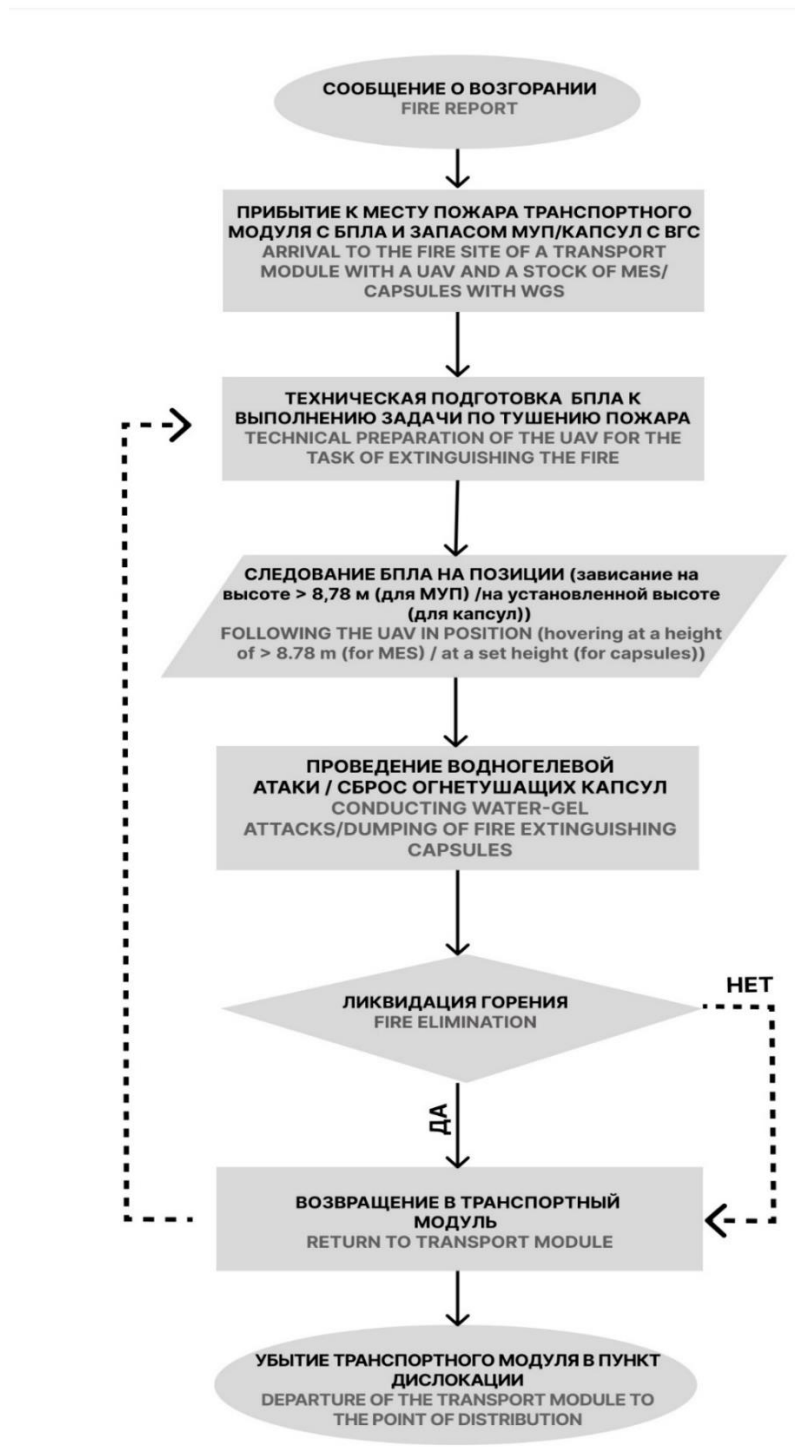 СООБЩЕНИЕ О ВОЗГОРАНИИ
FIRE REPORT
ПРИБЫТИЕ К МЕСТУ ПОЖАРА ТРАНСПОРТНОГО
МОДУЛЯ С БПЛА И ЗАПАСОМ МУП/КАПСУЛ С ВГС
ARRIVAL TO THE FIRE SITE OF A TRANSPORT
MODULE WITH A UAV AND A STOCK OF MES/
CAPSULES WITH WGS
ТЕХНИЧЕСКАЯ ПОДГОТОВКА БПЛА К
ВЫПОЛНЕНИЮ ЗАДАЧИ ПО ТУШЕНИЮ ПОЖАРА
TECHNICAL PREPARATION OF THE UAV FOR THE
TASK OF EXTINGUISHING THE FIRE
СЛЕДОВАНИЕ БПЛА НА ПОЗИЦИИ (зависание на
высоте > 8,78 м (для МУП) /на установленной высоте
(для капсул))
FOLLOWING THE UAV IN POSITION (hovering at a height
of > 8.78 m (for MES) / at a set height (for capsules))
ПРОВЕДЕНИЕ ВОДНОГЕЛЕВОЙ
АТАКИ / СБРОС ОГНЕТУШАЩИХ КАПСУЛ
CONDUCTING WATER-GEL
ATTACKS/DUMPING OF FIRE EXTINGUISHING
CAPSULES
ЛИКВИДАЦИЯ ГОРЕНИЯ
FIRE ELIMINATION
НЕТ
ДА
ВОЗВРАЩЕНИЕ В ТРАНСПОРТНЫЙ
МОДУЛЬ
RETURN TO TRANSPORT MODULE
УБЫТИЕ ТРАНСПОРТНОГО МОДУЛЯ В ПУНКТ
ДИСЛОКАЦИИ
DEPARTURE OF THE TRANSPORT MODULE TO
THE POINT OF DISTRIBUTION